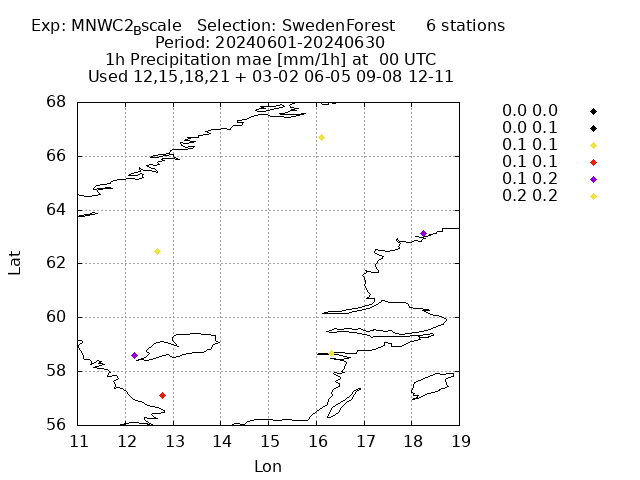 Exp: MNWC2Bscale Selection: SwedenForest 6 stations
Period: 20240601-20240630
1h Precipitation mae [mm/1h] at 00 UTC
Used 12,15,18,21 + 03-02 06-05 09-08 12-11
68
66
64
62
60
58
56
Lat
11 12 13 14 15 16 17 18 19
Lon
0.0 0.0
0.0 0.1
0.1 0.1
0.1 0.1
0.1 0.2
0.2 0.2